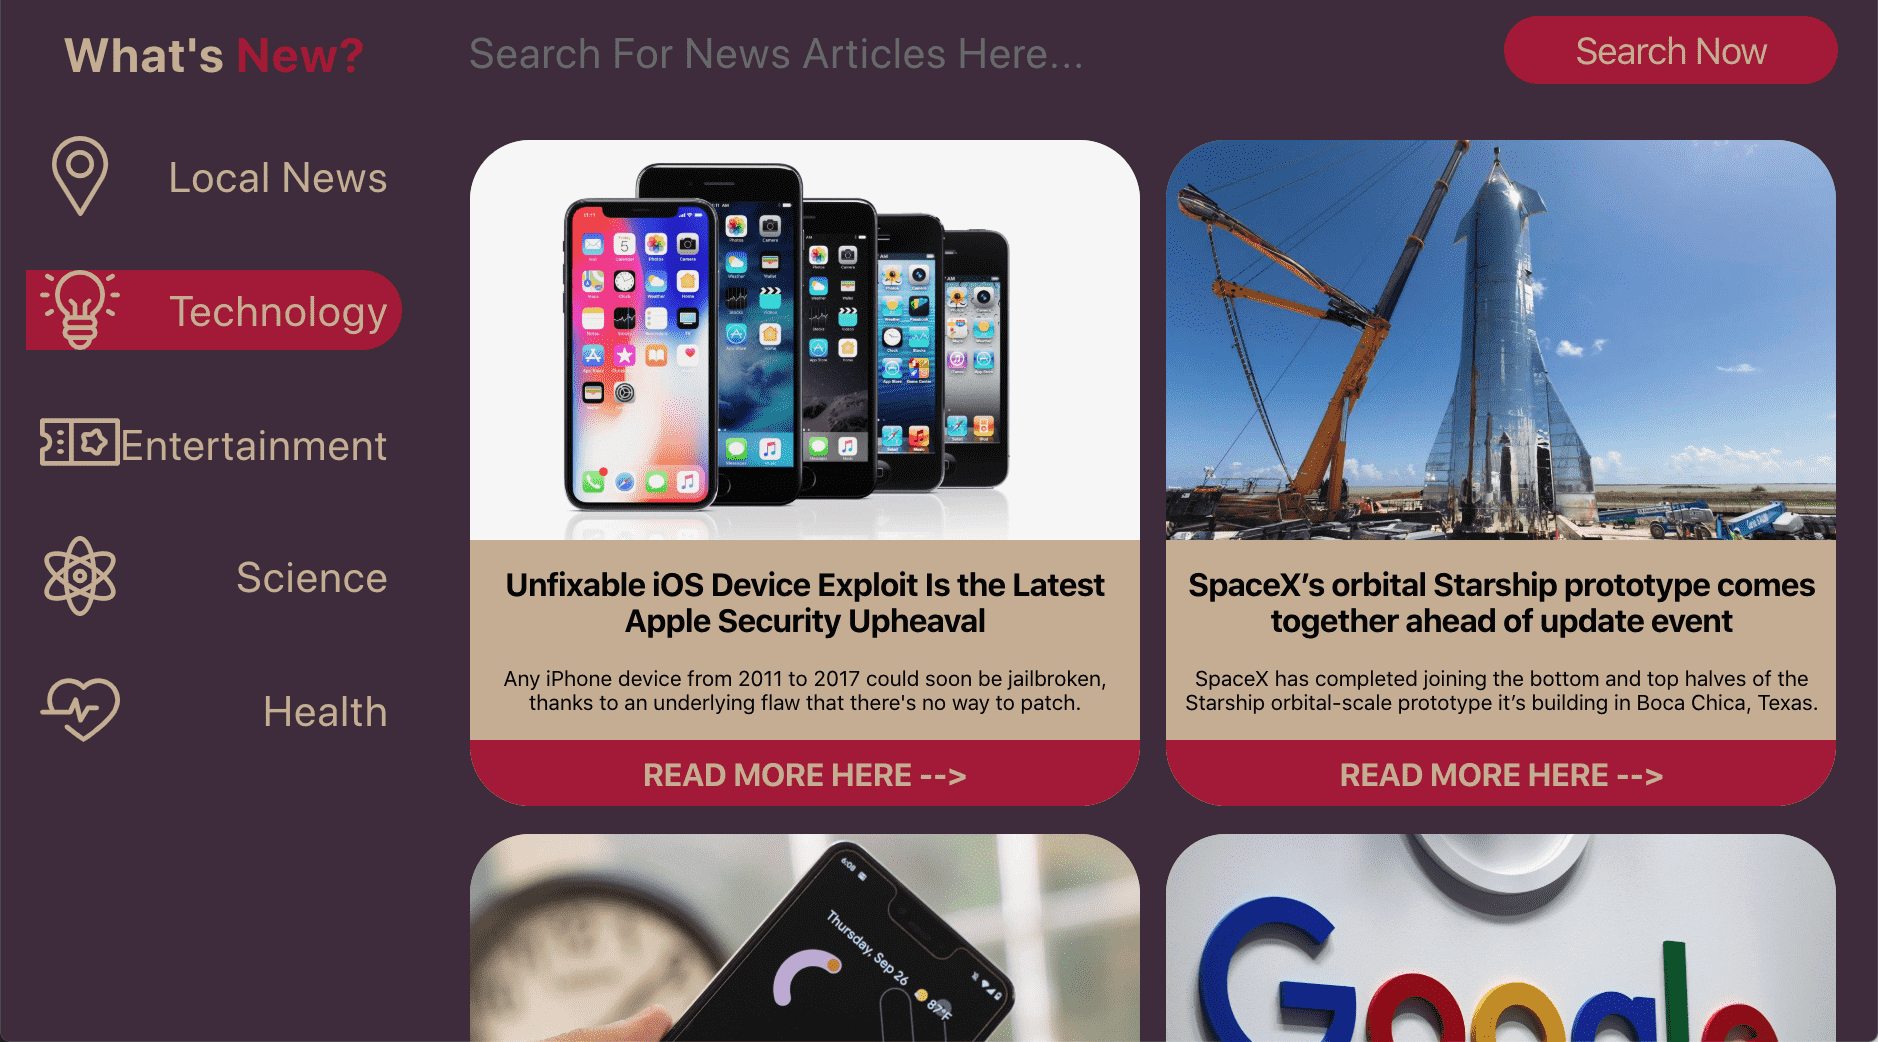 What's New?
Search For News Articles Here...
Search Now
Local News
Technology
Entertainment
Science
Health
Unfixable iOS Device Exploit Is the Latest
Apple Security Upheaval
Any iPhone device from 2011 to 2017 could soon be jailbroken,
thanks to an underlying flaw that there's no way to patch.
READ MORE HERE -->
SpaceX’s orbital Starship prototype comes
together ahead of update event
SpaceX has completed joining the bottom and top halves of the
Starship orbital-scale prototype it’s building in Boca Chica, Texas.
READ MORE HERE -->
6:08
Thursday, Sep 26
87°F
Google